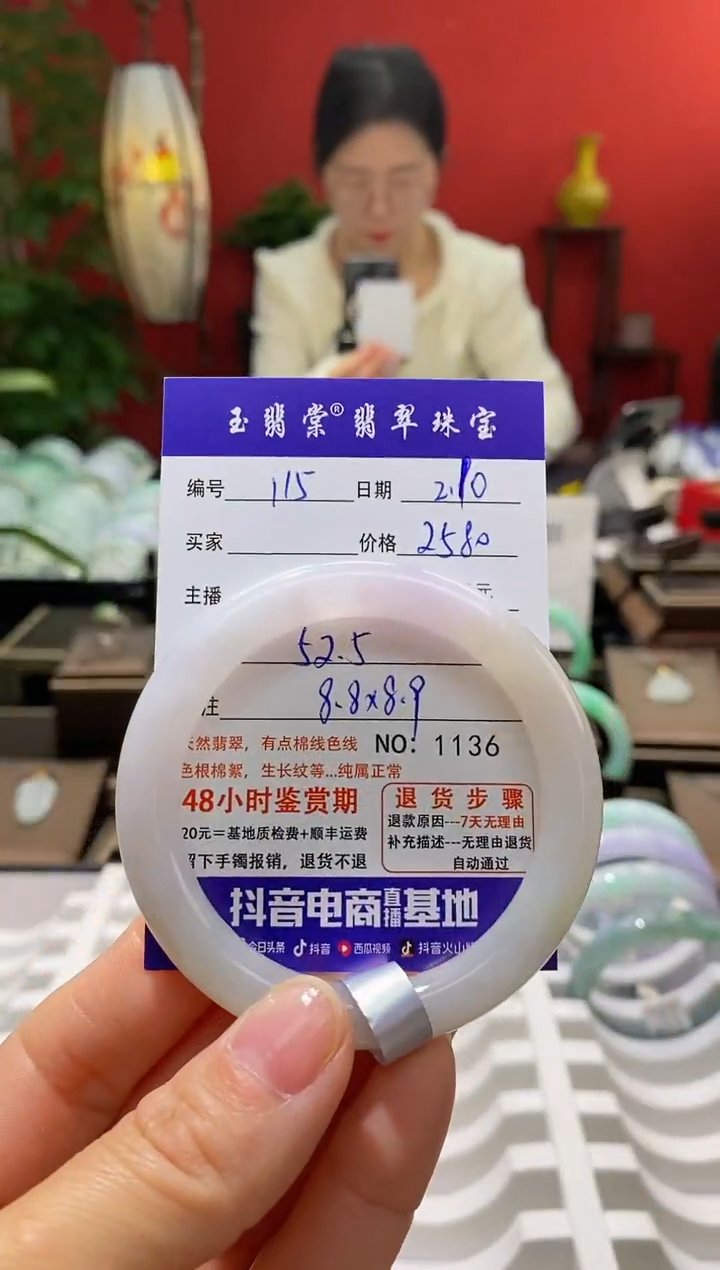 玉翡棠®翡翠珠宝
编号 115 日期 2.10
买家 价格 2580
主播 元
52.5
注 8.8×8.9
天然翡翠，有点棉线色线 NO: 1136
色根棉絮，生长纹等...纯属正常
48小时鉴赏期
20元=基地质检费+顺丰运费
留下手镯报销，退货不退
退货步骤
退款原因---7天无理由
补充描述---无理由退货
自动通过
抖音电商直播基地
今日头条 抖音 西瓜视频 抖音火山